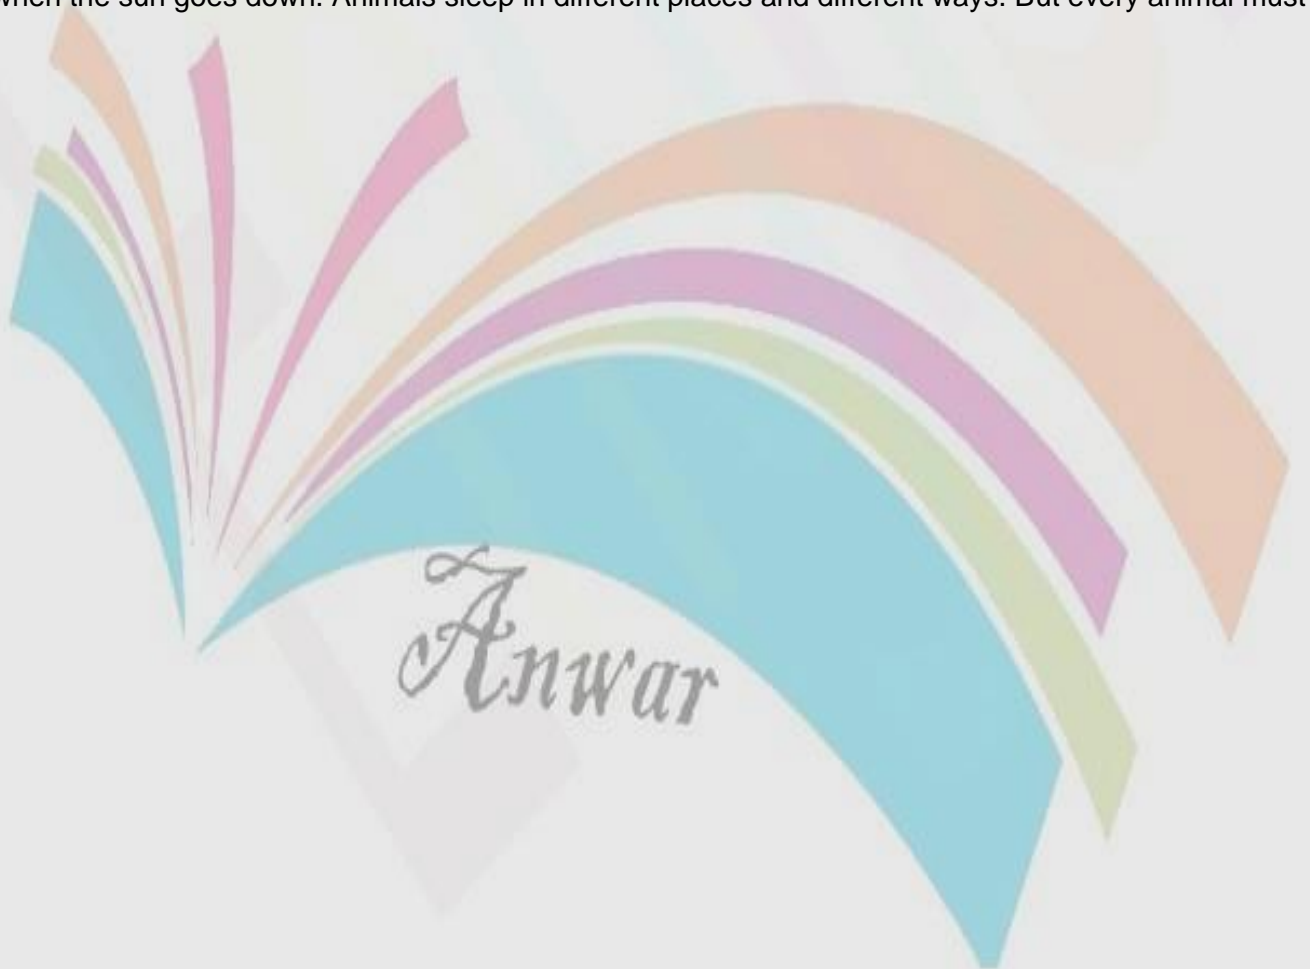 when the sun goes down. Animals sleep in different places and different ways. But every animal must
Anwar